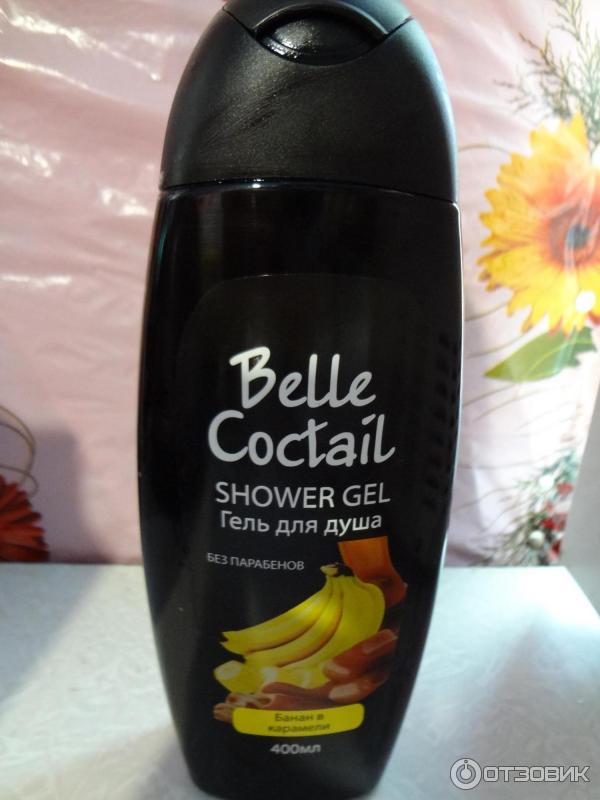 Belle
Coctail
SHOWER GEL
Гель для душа
БЕЗ ПАРАБЕНОВ
Банан в
карамели
400мл
ОТЗОВИК